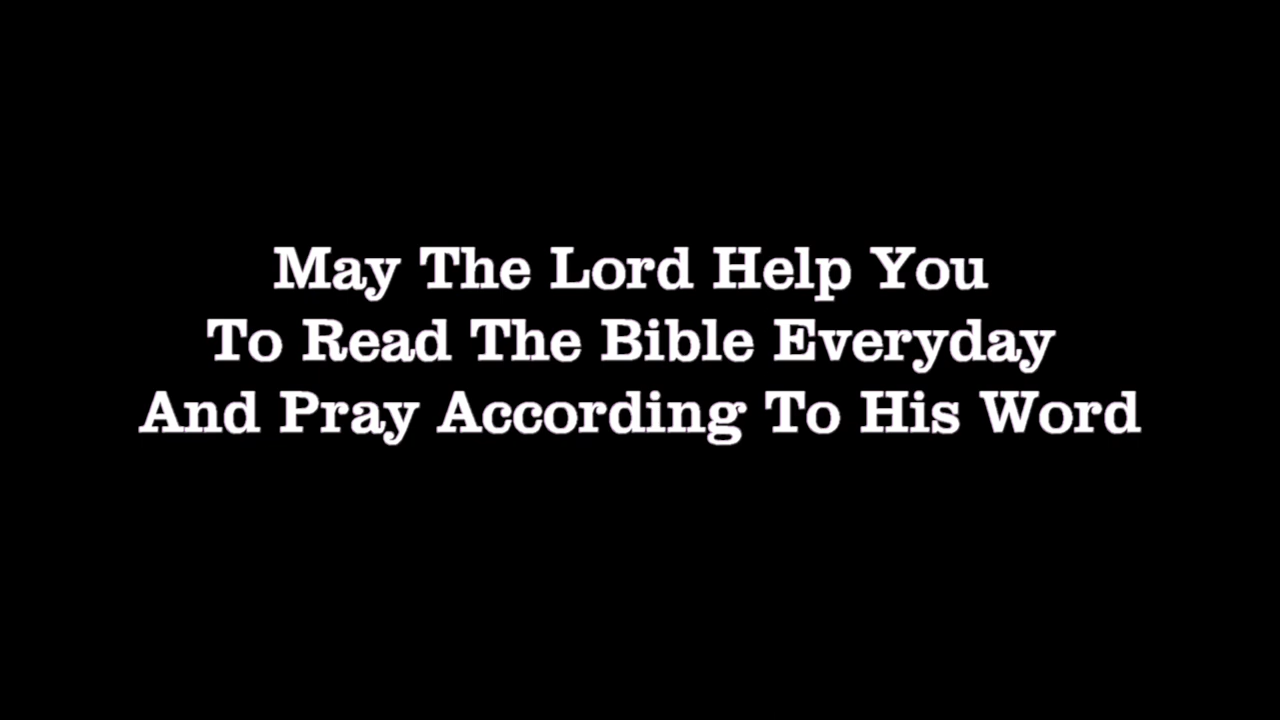 May The Lord Help You
To Read The Bible Everyday
And Pray According To His Word